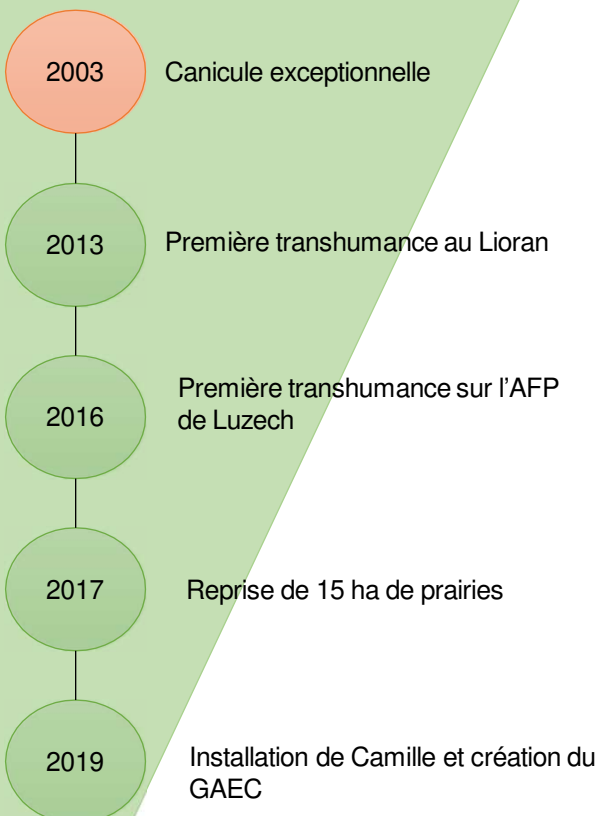 2003
Canicule exceptionnelle
2013
Première transhumance au Lioran
2016
Première transhumance sur l'AFP
de Luzech
2017
Reprise de 15 ha de prairies
2019
Installation de Camille et création du
GAEC